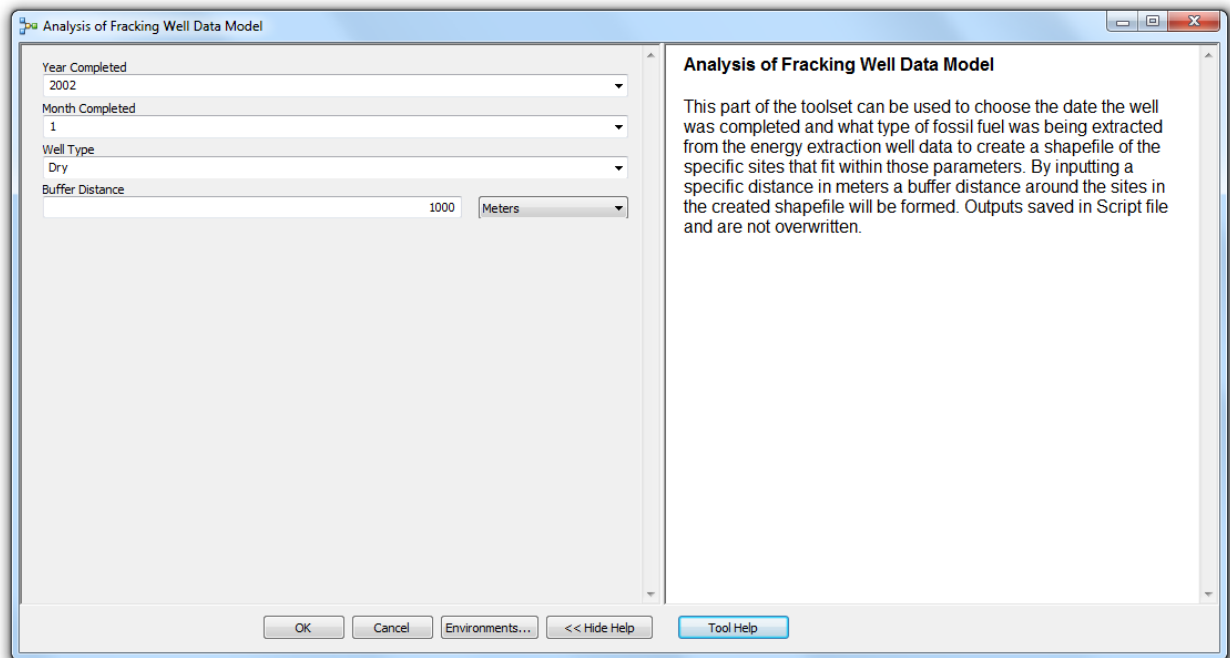 Analysis of Fracking Well Data Model
Year Completed
2002
Month Completed
1
Well Type
Dry
Buffer Distance
1000 Meters
Analysis of Fracking Well Data Model
This part of the toolset can be used to choose the date the well
was completed and what type of fossil fuel was being extracted
from the energy extraction well data to create a shapefile of the
specific sites that fit within those parameters. By inputting a
specific distance in meters a buffer distance around the sites in
the created shapefile will be formed. Outputs saved in Script file
and are not overwritten.
OK Cancel Environments... << Hide Help Tool Help